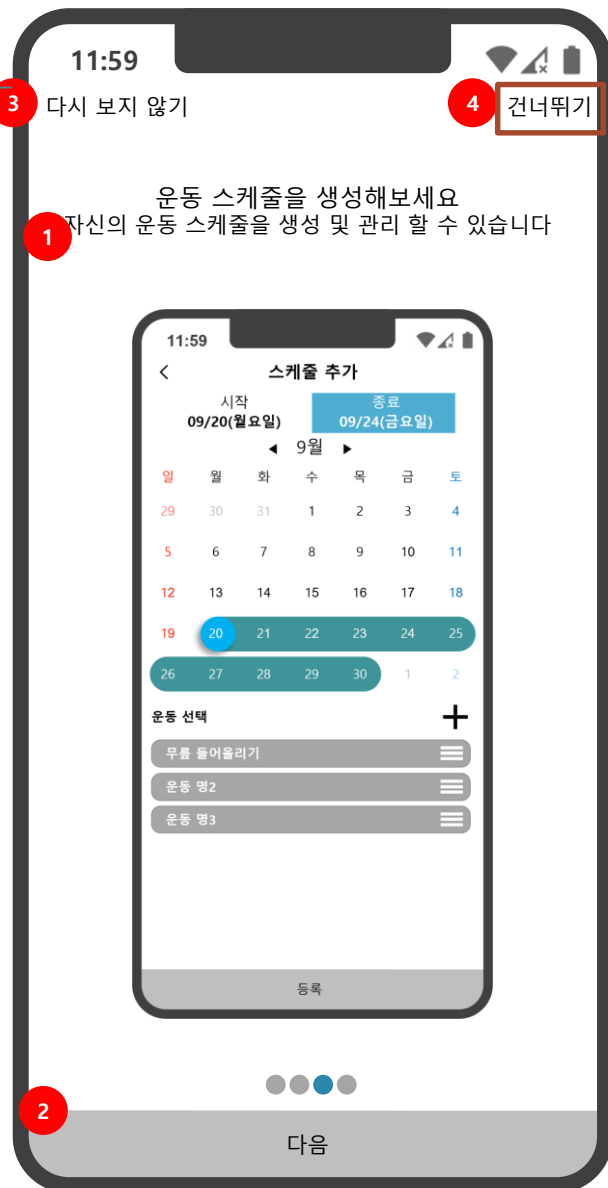 11:59
3 다시 보지 않기
4 건너뛰기
운동 스케줄을 생성해보세요
1 자신의 운동 스케줄을 생성 및 관리 할 수 있습니다
11:59
스케줄 추가
시작 종료
09/20(월요일) 09/24(금요일)
◀ 9월 ▶
일 월 화 수 목 금 토
29 30 31 1 2 3 4
5 6 7 8 9 10 11
12 13 14 15 16 17 18
19 20 21 22 23 24 25
26 27 28 29 30 1 2
운동 선택
무릎 들어올리기
운동 명2
운동 명3
등록
2
다음